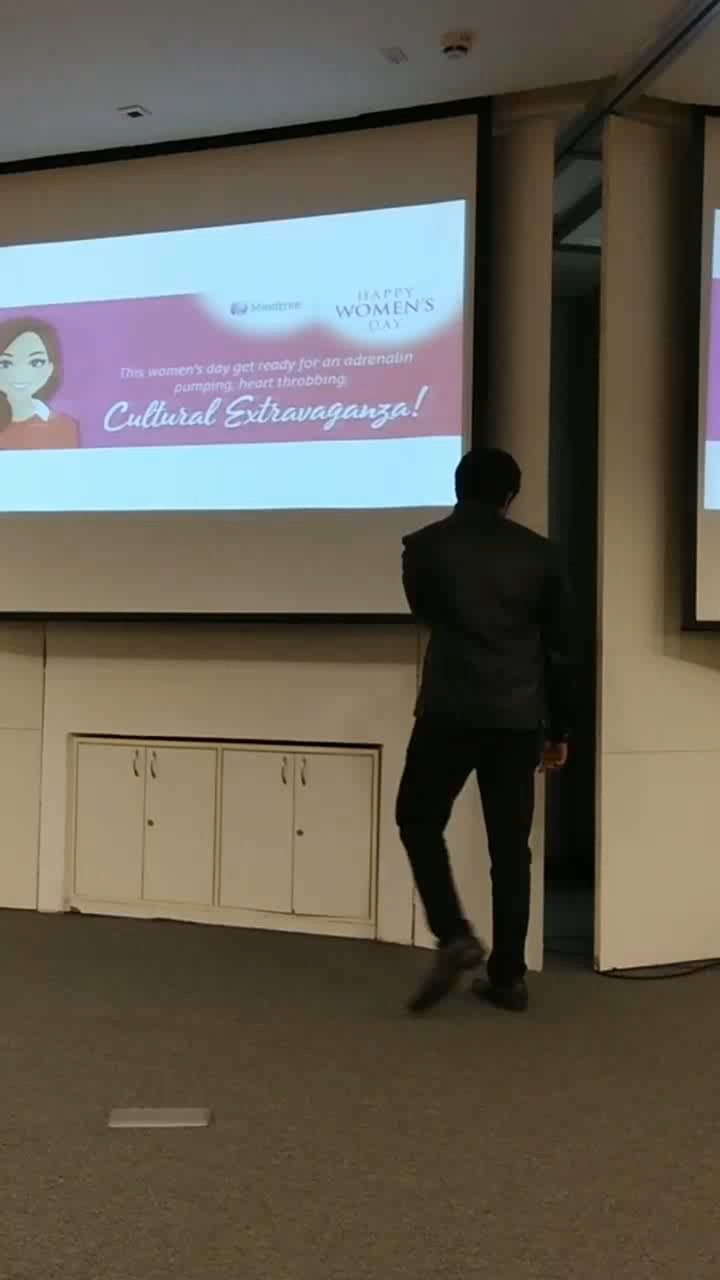 Mindtree
HAPPY
WOMEN'S
DAY
This women's day get ready for an adrenalin
pumping, heart throbbing,
Cultural Extravaganza!